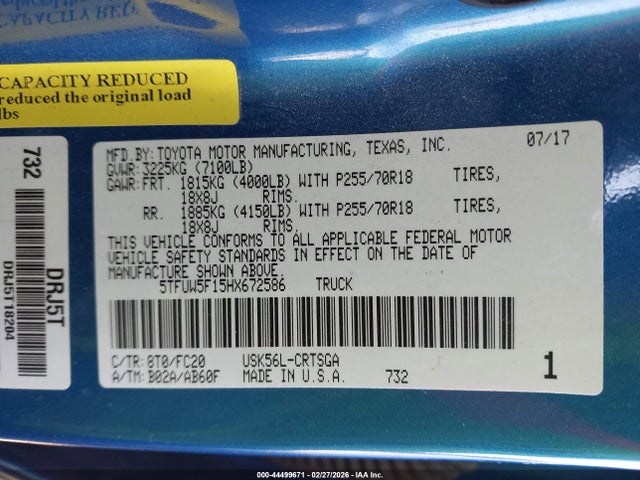 CAPACITY REDUCED
reduced the original load
lbs
732
DRJ5T
DRJ5T18204
MFD.BY: TOYOTA MOTOR MANUFACTURING, TEXAS, INC. 07/17
GVWR: 3225KG (7100LB)
GAWR: FRT. 1815KG (4000LB) WITH P255/70R18 TIRES,
18X8J RIMS.
RR. 1885KG (4150LB) WITH P255/70R18 TIRES,
18X8J RIMS.
THIS VEHICLE CONFORMS TO ALL APPLICABLE FEDERAL MOTOR
VEHICLE SAFETY STANDARDS IN EFFECT ON THE DATE OF
MANUFACTURE SHOWN ABOVE.
5TFUW5F15HX672586 TRUCK
C/TR: 8T0/FC20 USK56L-CRTSGA
A/TM: B02A/AB60F MADE IN U.S.A. 732 1
000-44499671 - 02/27/2026 - IAA Inc.